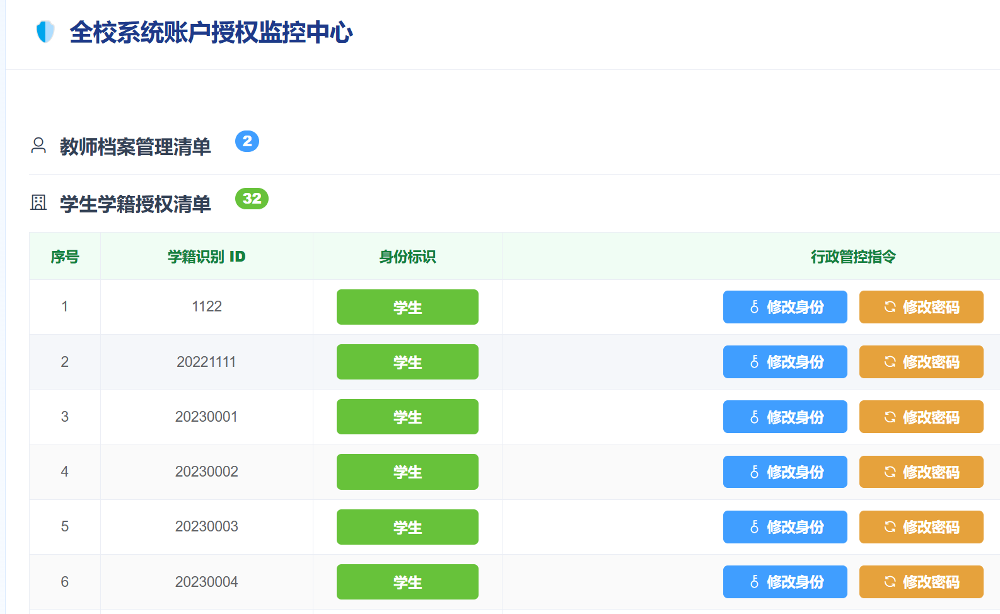 全校系统账户授权监控中心
教师档案管理清单 2
学生学籍授权清单 32
序号 学籍识别 ID 身份标识 行政管控指令
1 1122 学生 修改身份 修改密码
2 20221111 学生 修改身份 修改密码
3 20230001 学生 修改身份 修改密码
4 20230002 学生 修改身份 修改密码
5 20230003 学生 修改身份 修改密码
6 20230004 学生 修改身份 修改密码